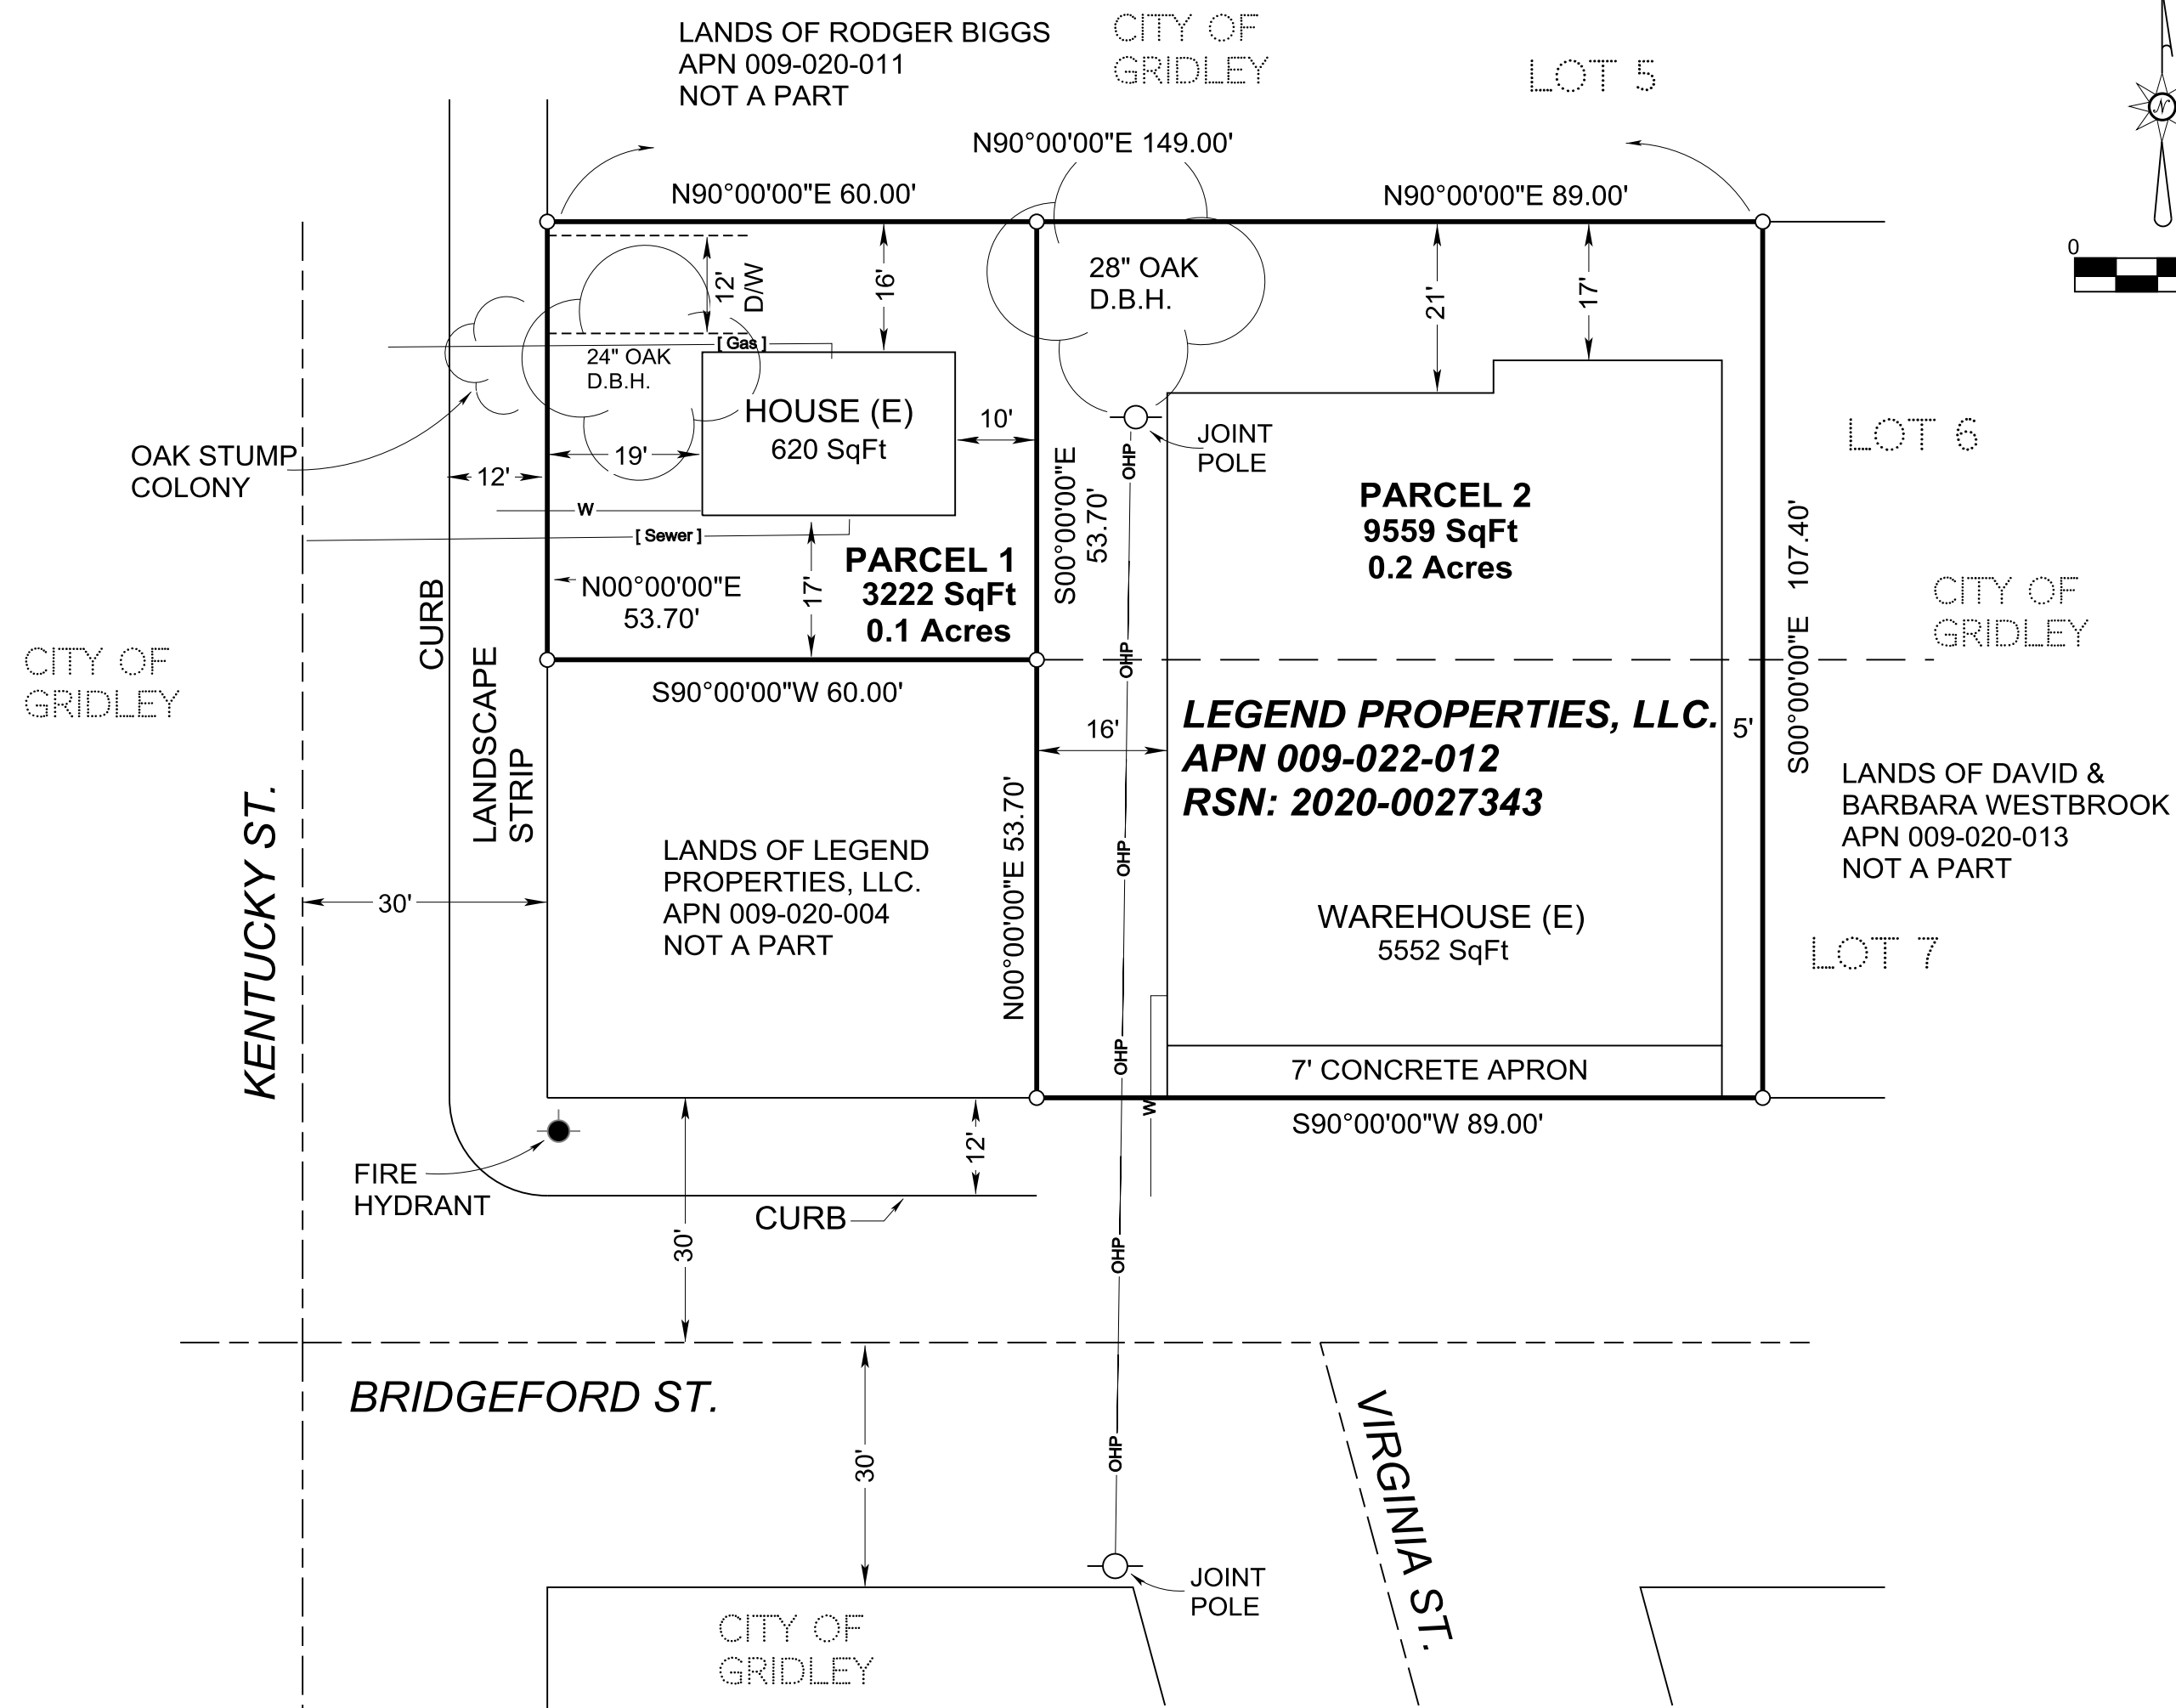 LANDS OF RODGER BIGGS
APN 009-020-011
NOT A PART
CITY OF
GRIDLEY
LOT 5
N
0
N90°00'00"E 149.00'
N90°00'00"E 60.00'
N90°00'00"E 89.00'
12'
D/W
16'
28" OAK
D.B.H.
21'
17'
[ Gas ]
24" OAK
D.B.H.
HOUSE (E)
620 SqFt
10'
19'
12'
OAK STUMP
COLONY
JOINT
POLE
LOT 6
OHP
W
[ Sewer ]
S00°00'00"E
53.70'
PARCEL 2
9559 SqFt
0.2 Acres
PARCEL 1
3222 SqFt
0.1 Acres
N00°00'00"E
53.70'
17'
S00°00'00"E 107.40'
CITY OF
GRIDLEY
CURB
CITY OF
GRIDLEY
LANDSCAPE
STRIP
S90°00'00"W 60.00'
OHP
16'
LEGEND PROPERTIES, LLC.
APN 009-022-012
RSN: 2020-0027343
5'
LANDS OF DAVID &
BARBARA WESTBROOK
APN 009-020-013
NOT A PART
KENTUCKY ST.
30'
LANDS OF LEGEND
PROPERTIES, LLC.
APN 009-020-004
NOT A PART
N00°00'00"E 53.70'
OHP
WAREHOUSE (E)
5552 SqFt
LOT 7
OHP
7' CONCRETE APRON
W
S90°00'00"W 89.00'
12'
FIRE
HYDRANT
CURB
30'
OHP
BRIDGEFORD ST.
30'
OHP
VIRGINIA ST.
JOINT
POLE
CITY OF
GRIDLEY